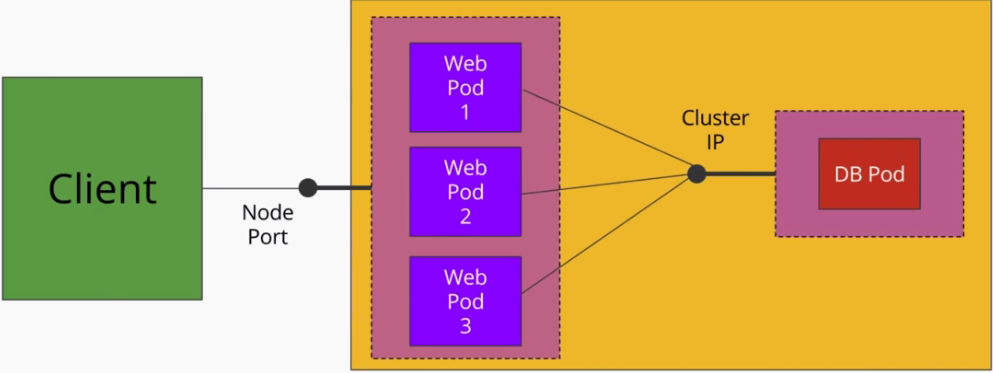 Client
Node
Port
Web
Pod
1
Web
Pod
2
Web
Pod
3
Cluster
IP
DB Pod